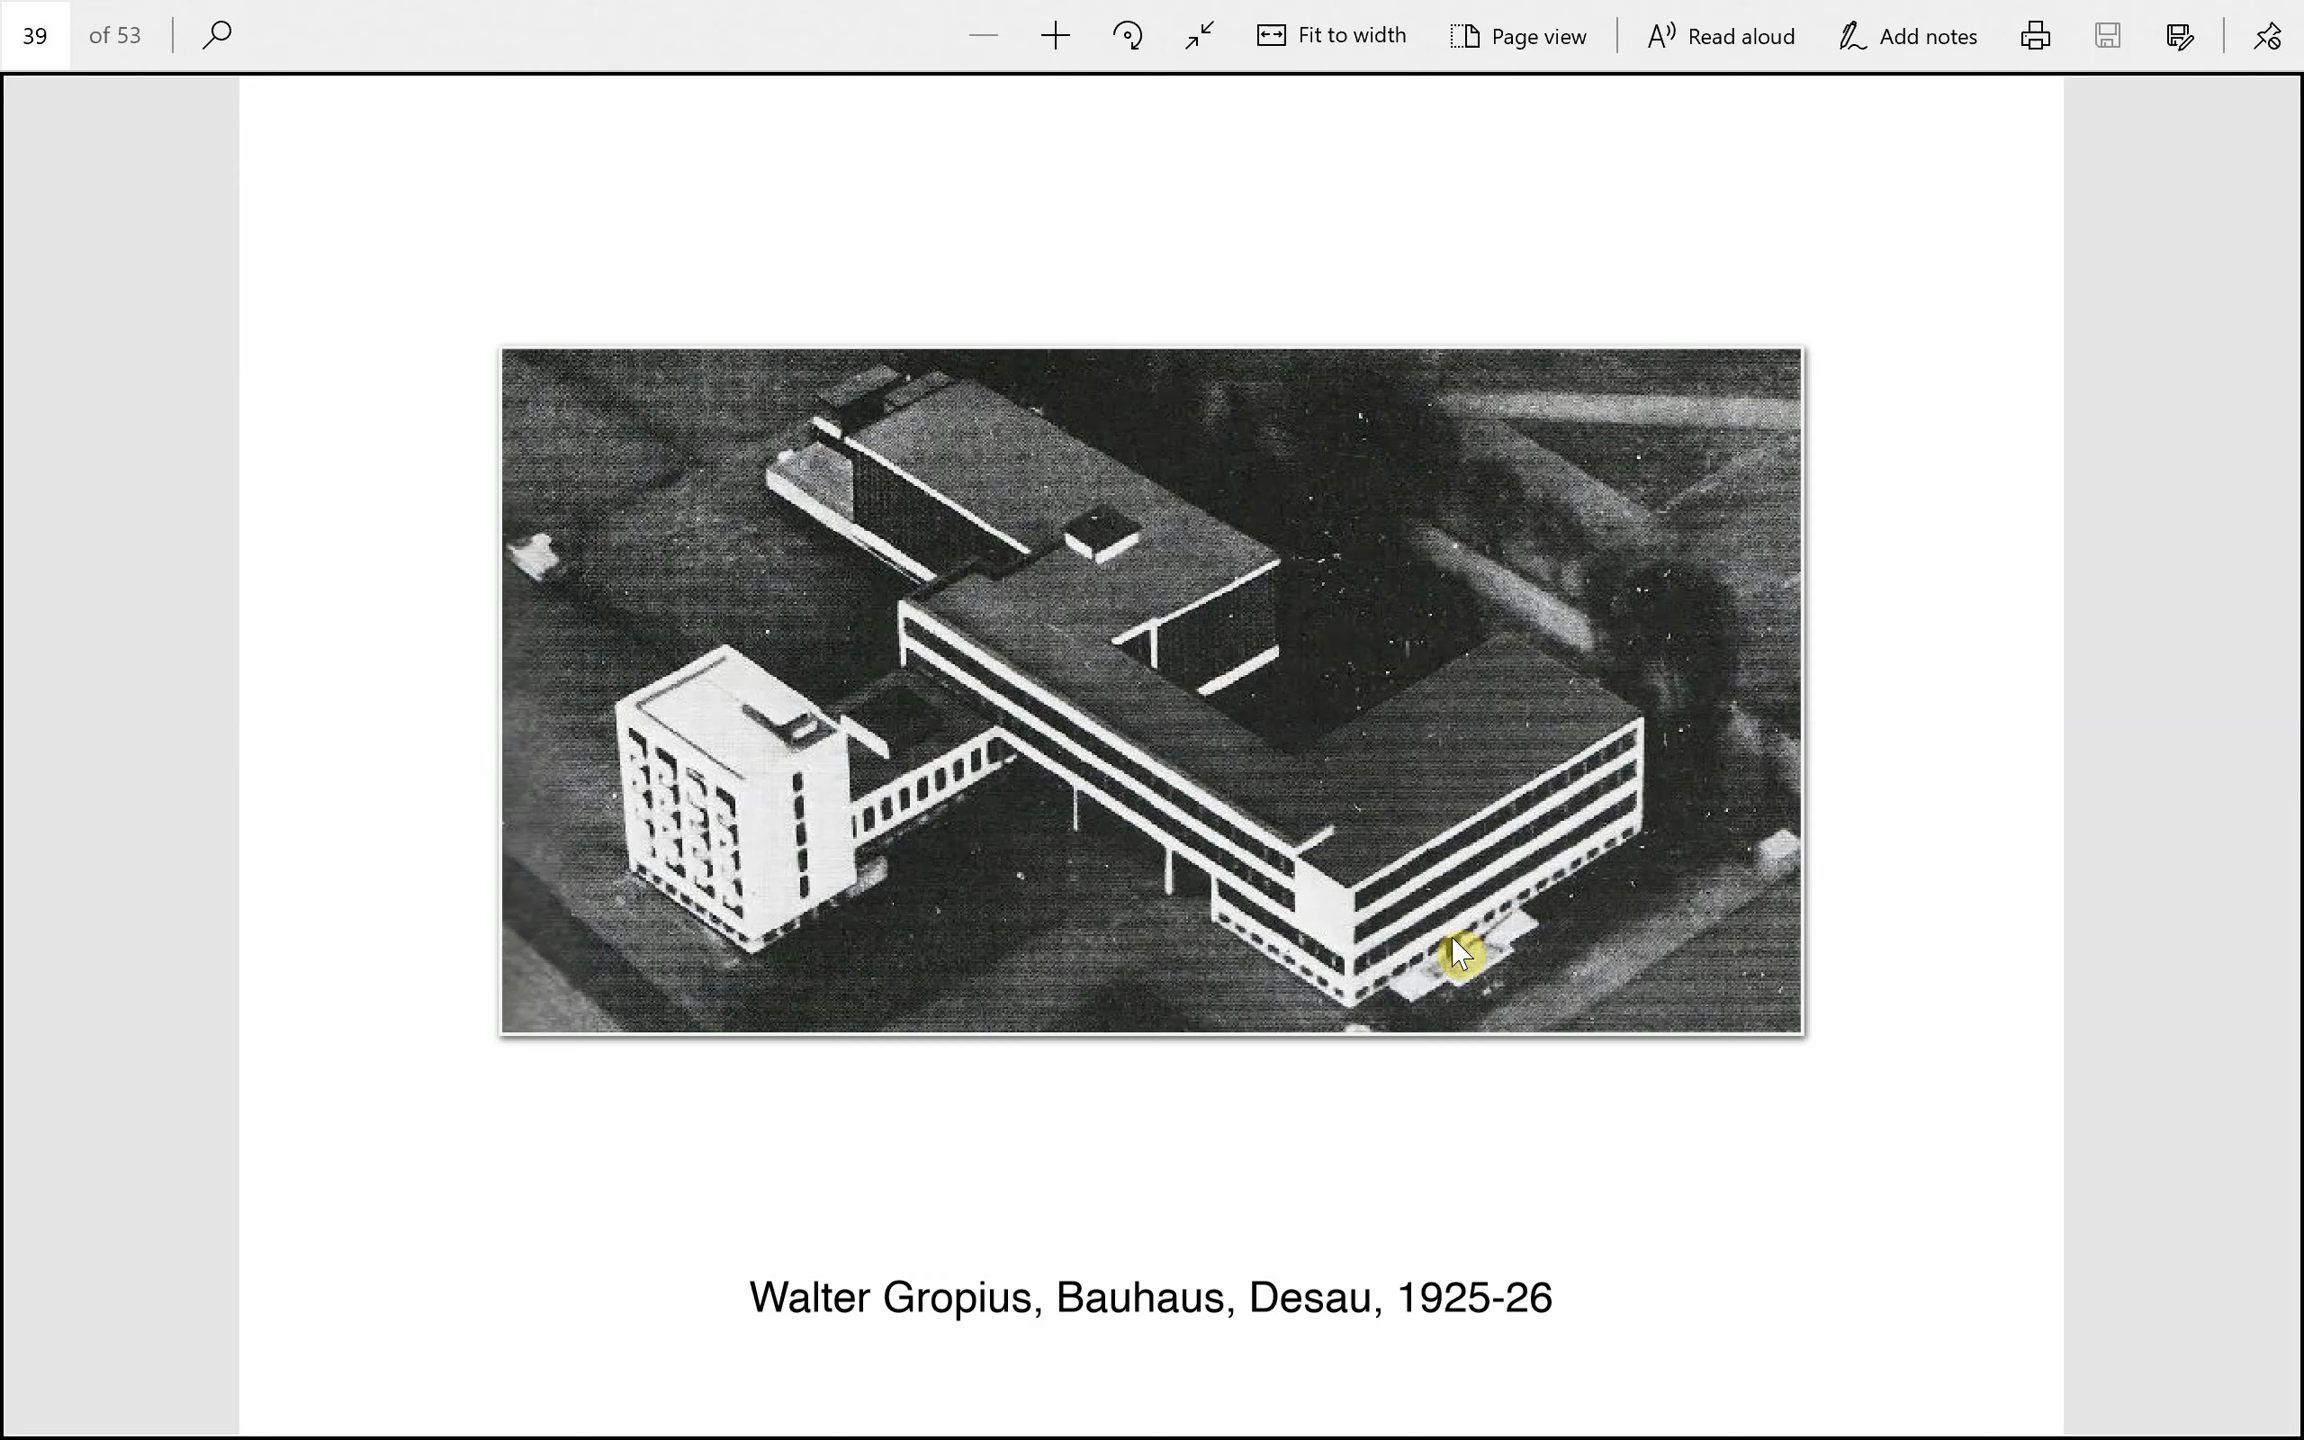 39 of 53 Fit to width Page view Read aloud Add notes
Walter Gropius, Bauhaus, Desau, 1925-26